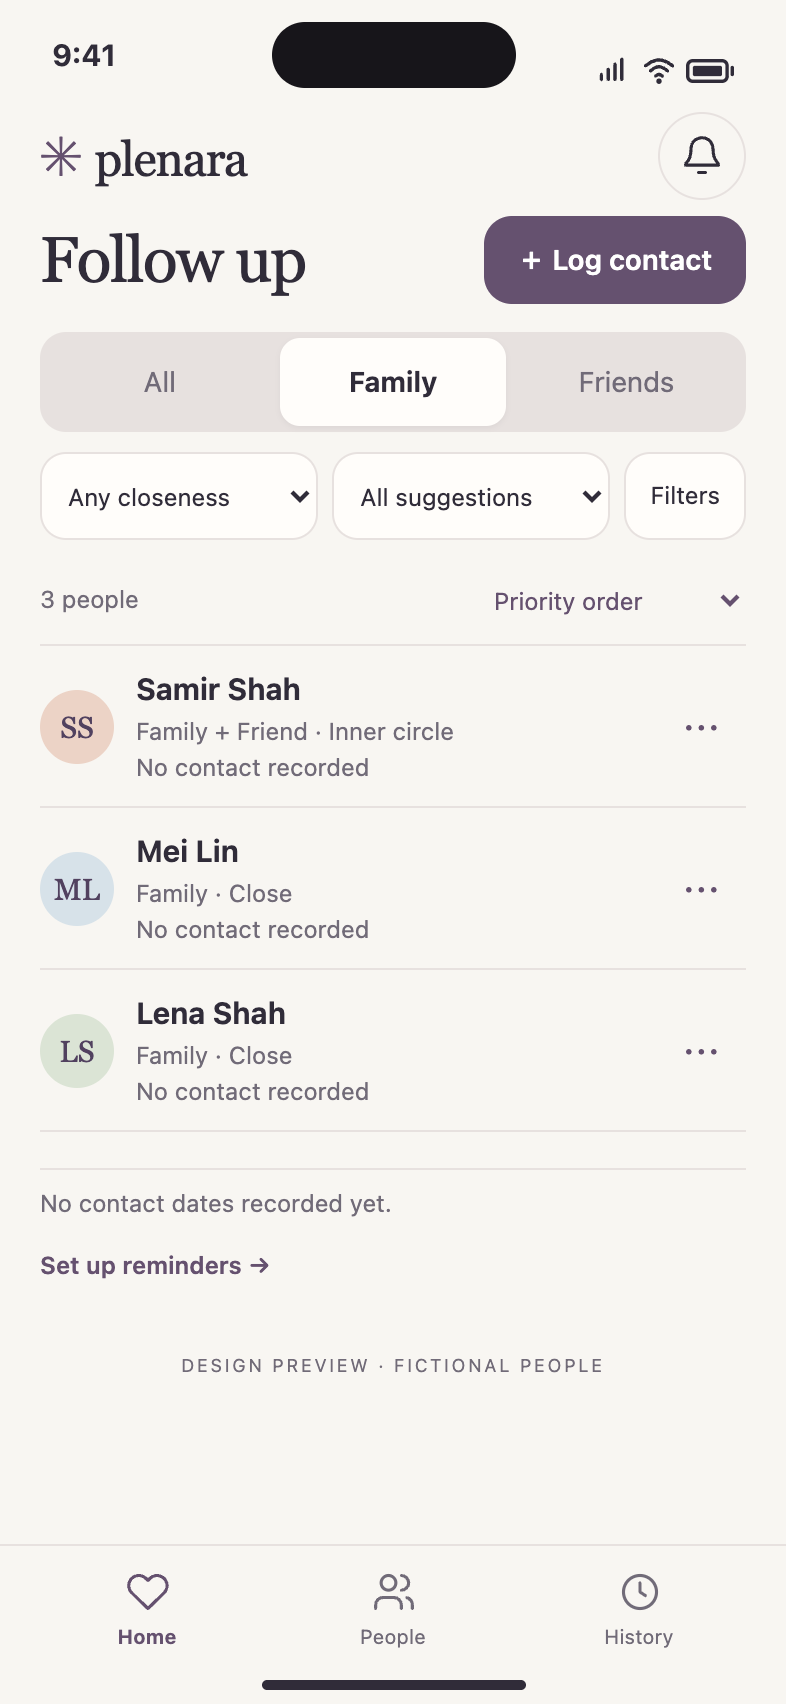 9:41
plenara
Follow up
+ Log contact
All Family Friends
Any closeness All suggestions Filters
3 people Priority order
SS
Samir Shah
Family + Friend · Inner circle
No contact recorded
ML
Mei Lin
Family · Close
No contact recorded
LS
Lena Shah
Family · Close
No contact recorded
No contact dates recorded yet.
Set up reminders →
DESIGN PREVIEW · FICTIONAL PEOPLE
Home People History